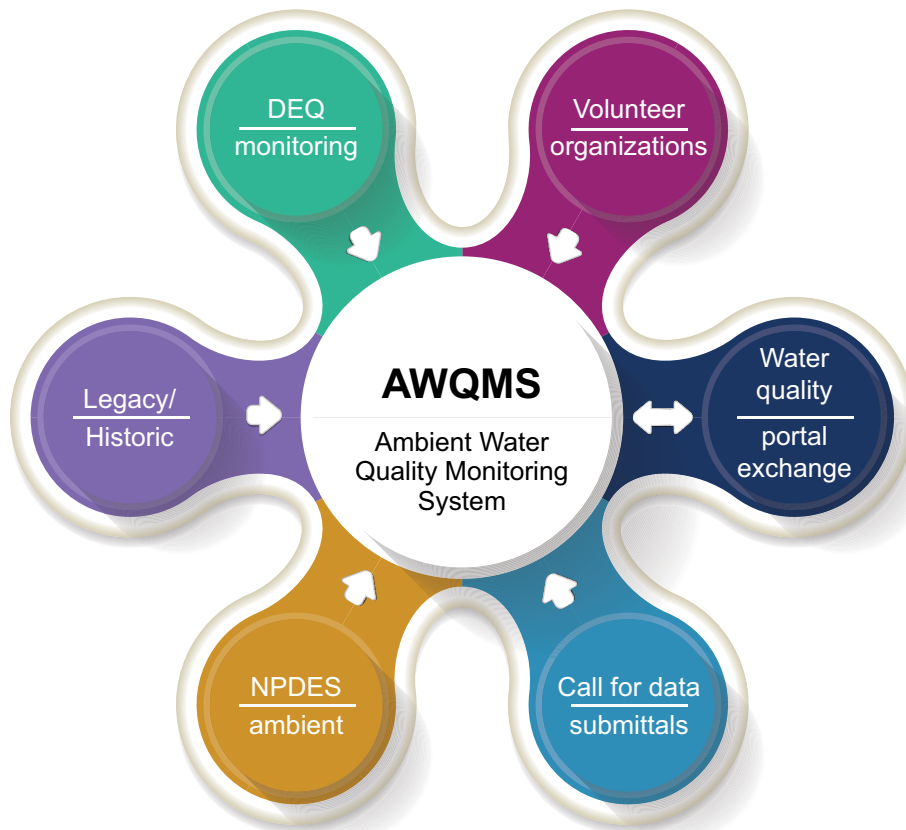 DEQ
monitoring
Volunteer
organizations
Legacy/
Historic
AWQMS
Ambient Water
Quality Monitoring
System
Water
quality
portal
exchange
NPDES
ambient
Call for data
submittals